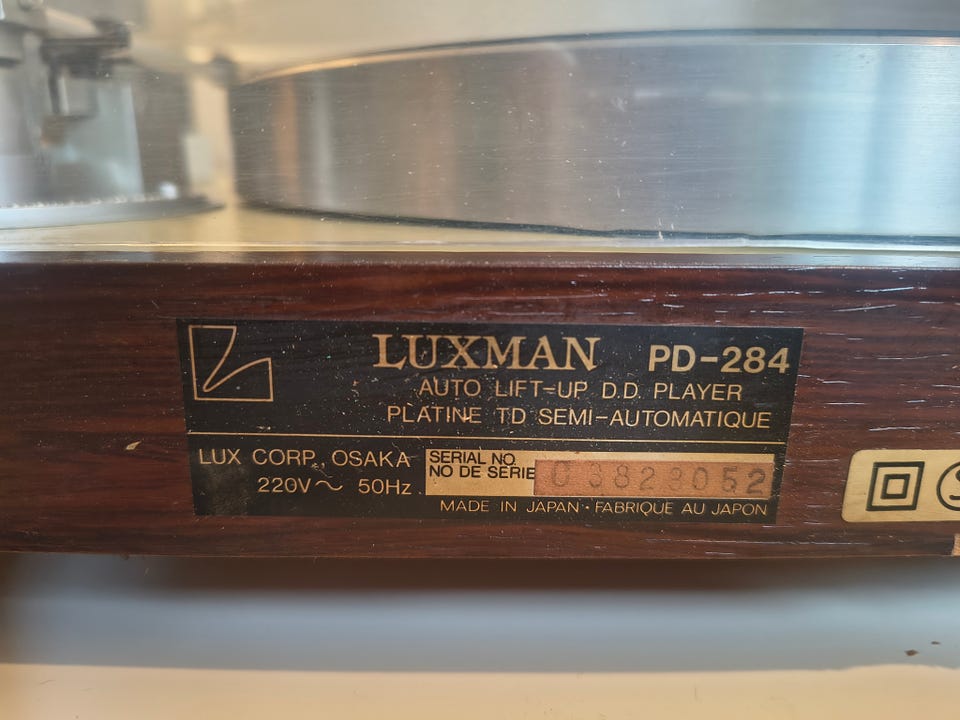 LUXMAN PD-284
AUTO LIFT-UP D.D. PLAYER
PLATINE TD SEMI-AUTOMATIQUE
LUX CORP., OSAKA
220V~ 50Hz
SERIAL NO.
NO DE SÉRIE
MADE IN JAPAN · FABRIQUE AU JAPON